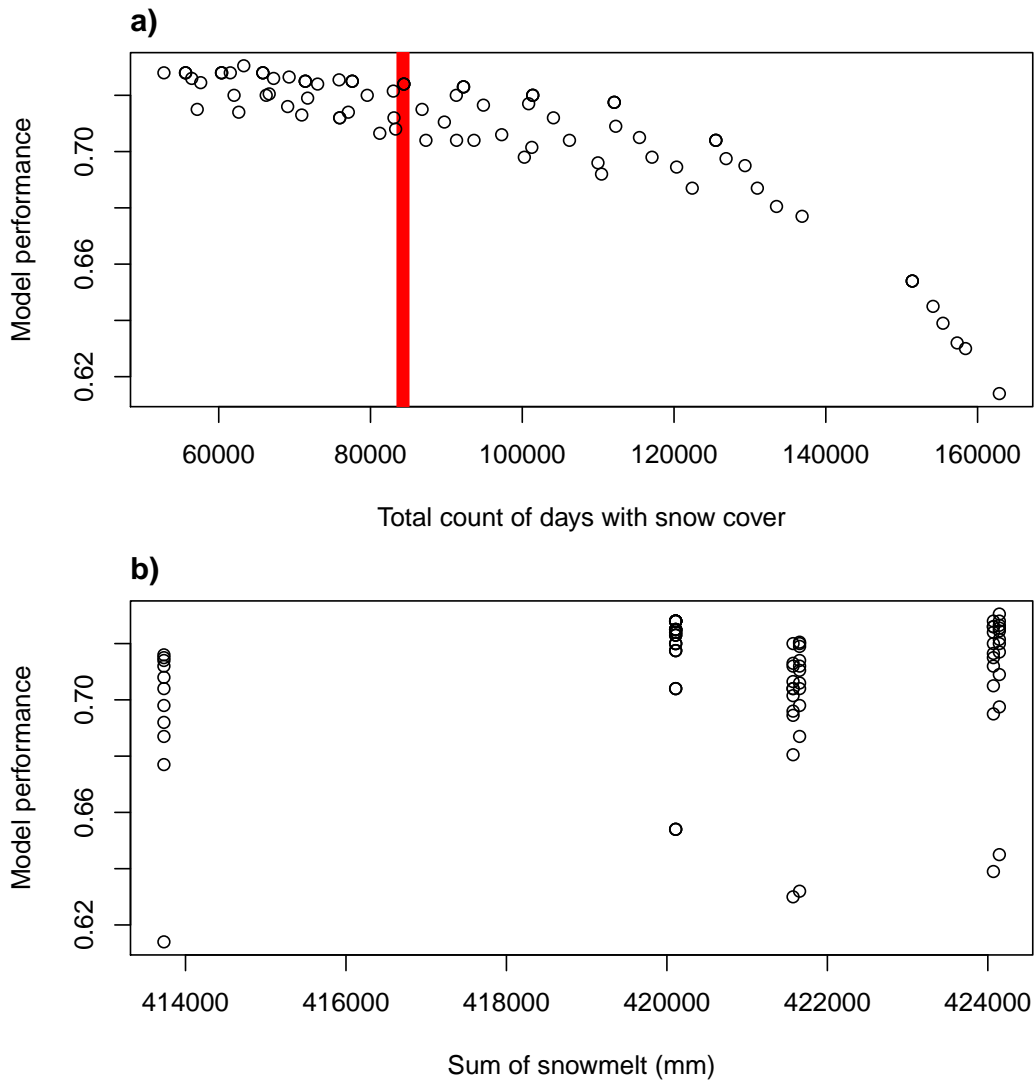 a)
Model performance
0.70
0.66
0.62
60000 80000 100000 120000 140000 160000
Total count of days with snow cover
b)
Model performance
0.70
0.66
0.62
414000 416000 418000 420000 422000 424000
Sum of snowmelt (mm)